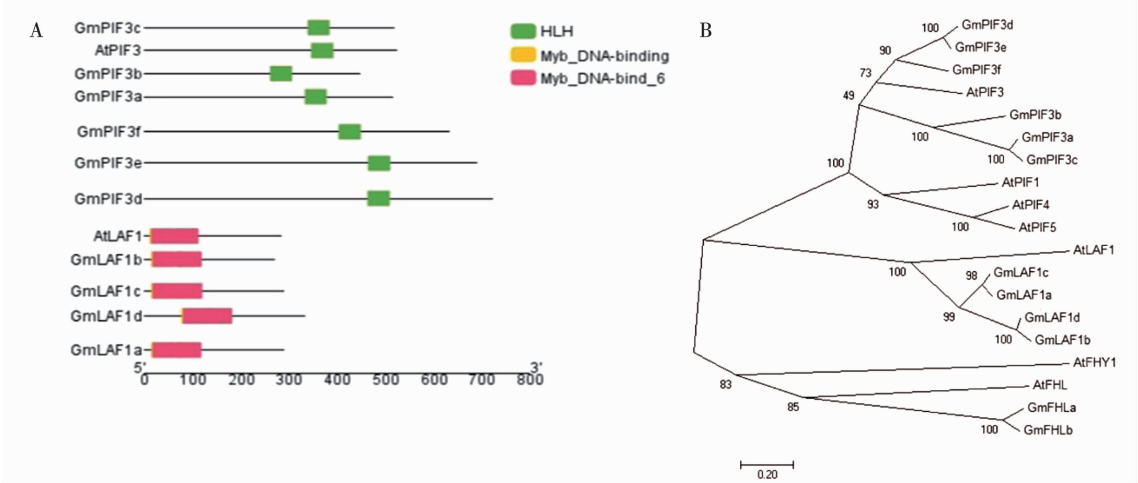 A
GmPIF3c
AtPIF3
GmPIF3b
GmPIF3a
GmPIF3f
GmPIF3e
GmPIF3d
AtLAF1
GmLAF1b
GmLAF1c
GmLAF1d
GmLAF1a
5'
3'
0 100 200 300 400 500 600 700 800
HLH
Myb_DNA-binding
Myb_DNA-bind_6
B
100 GmPIF3d
GmPIF3e
90
GmPIF3f
73
AtPIF3
49
GmPIF3b
100
GmPIF3a
100 GmPIF3c
100
AtPIF1
93
AtPIF4
100 AtPIF5
AtLAF1
100
98 GmLAF1c
GmLAF1a
99
GmLAF1d
100 GmLAF1b
AtFHY1
83
AtFHL
85
GmFHLa
100 GmFHLb
0.20